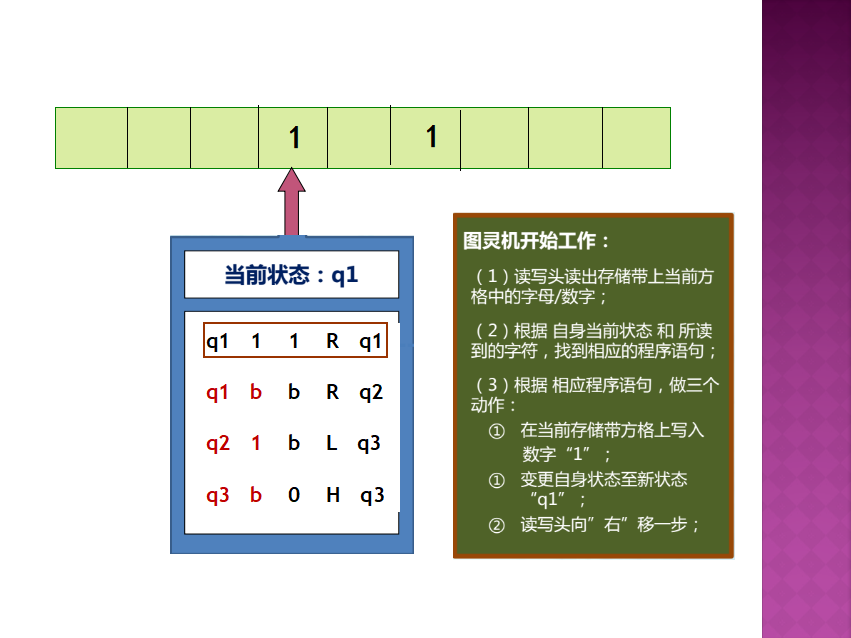 1 1
当前状态：q1
q1 1 1 R q1
q1 b b R q2
q2 1 b L q3
q3 b 0 H q3
图灵机开始工作：
（1）读写头读出存储带上当前方
格中的字母/数字；
（2）根据 自身当前状态 和 所读
到的字符，找到相应的程序语句；
（3）根据 相应程序语句，做三个
动作：
① 在当前存储带方格上写入
数字“1”；
① 变更自身状态至新状态
“q1”；
② 读写头向”右”移一步；